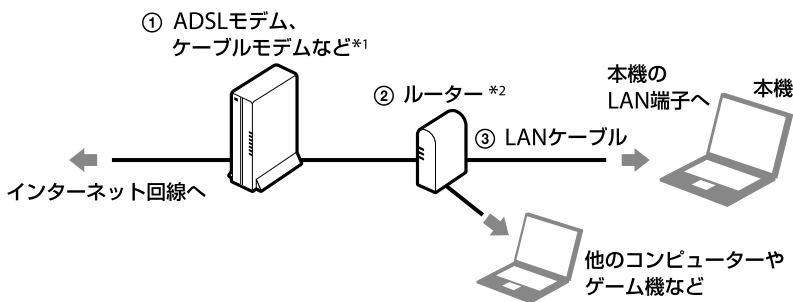 ① ADSLモデム、
ケーブルモデムなど*1
② ルーター *2
③ LANケーブル
本機の
LAN端子へ
本機
インターネット回線へ
他のコンピューターや
ゲーム機など